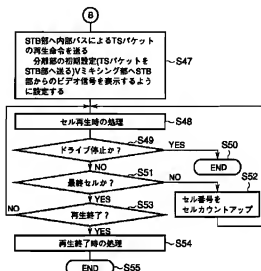 8
STB部へ内部バスによるTSパケット
の再生命令を送る
分離部の初期設定(TSパケットを
STB部へ送る)Vミキシング部へSTB
部からのビデオ信号を表示するよう
に設定する
S47
セル再生時の処理
S48
S49
ドライブ停止か?
YES
S50
END
NO
S51
最終セルか?
NO
S52
セル番号を
セルカウントアップ
YES
S53
NO
再生終了?
YES
再生終了時の処理
S54
END
S55